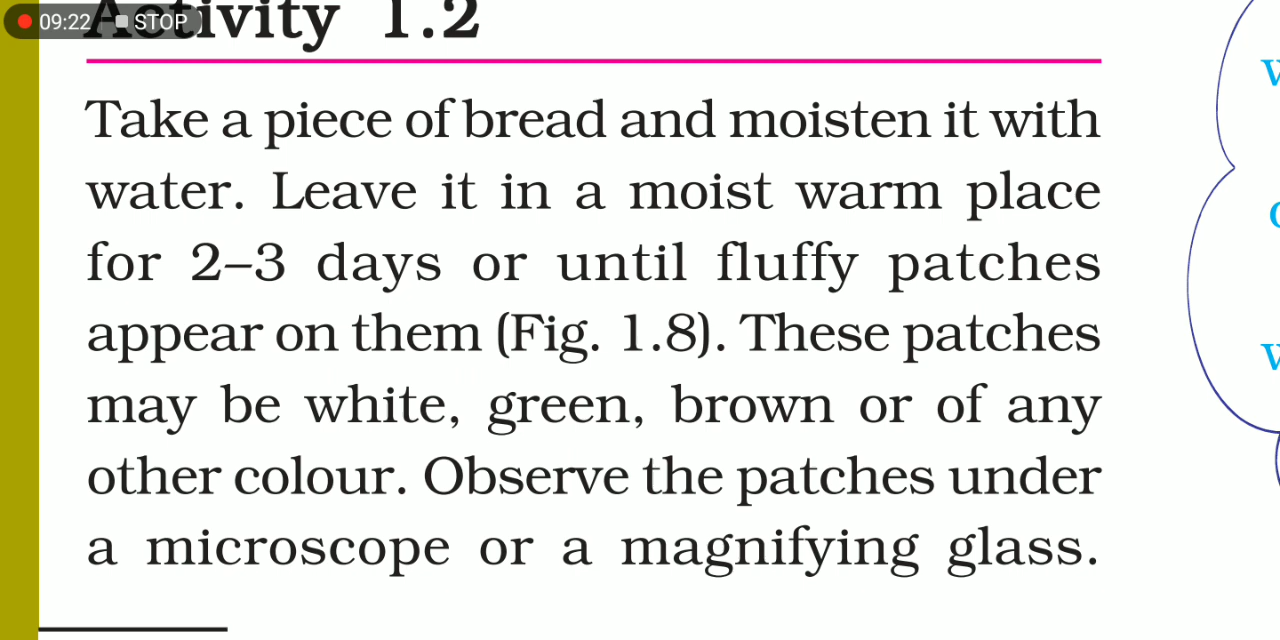 09:22 STOP
Activity 1.2
Take a piece of bread and moisten it with
water. Leave it in a moist warm place
for 2–3 days or until fluffy patches
appear on them (Fig. 1.8). These patches
may be white, green, brown or of any
other colour. Observe the patches under
a microscope or a magnifying glass.